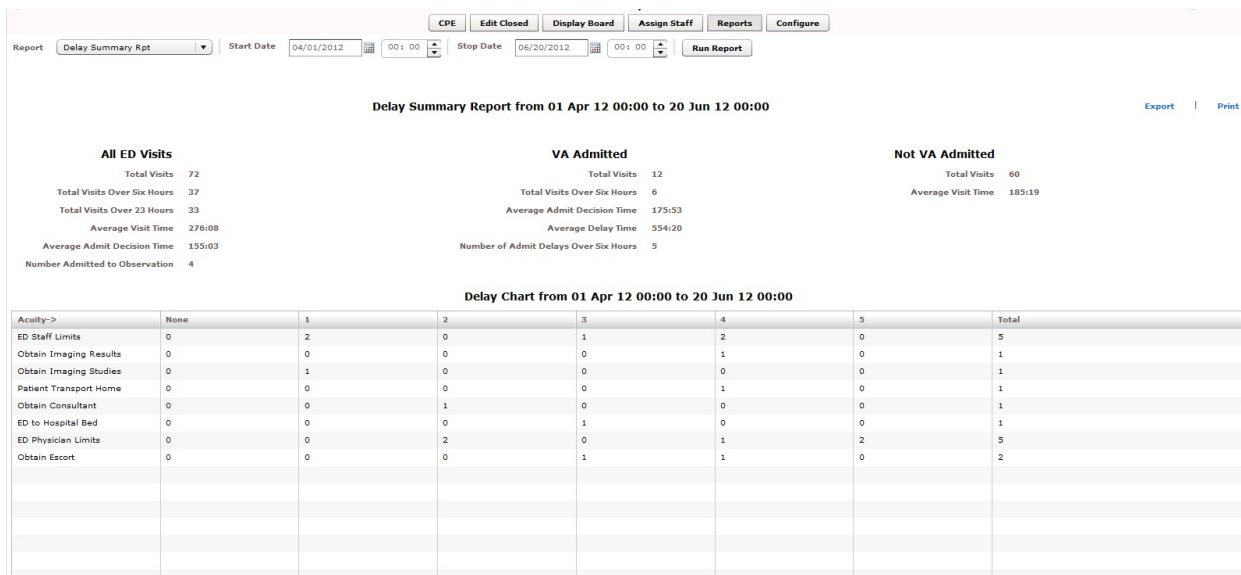 CPE Edit Closed Display Board Assign Staff Reports Configure
Report Delay Summary Rpt Start Date 04/01/2012 00: 00 Stop Date 06/20/2012 00: 00 Run Report
Delay Summary Report from 01 Apr 12 00:00 to 20 Jun 12 00:00
Export | Print
All ED Visits
Total Visits 72
Total Visits Over Six Hours 37
Total Visits Over 23 Hours 33
Average Visit Time 276:08
Average Admit Decision Time 155:03
Number Admitted to Observation 4
VA Admitted
Total Visits 12
Total Visits Over Six Hours 6
Average Admit Decision Time 175:53
Average Delay Time 554:20
Number of Admit Delays Over Six Hours 5
Not VA Admitted
Total Visits 60
Average Visit Time 185:19
Delay Chart from 01 Apr 12 00:00 to 20 Jun 12 00:00
Acuity-> None 1 2 3 4 5 Total
ED Staff Limits 0 2 0 1 2 0 5
Obtain Imaging Results 0 0 0 0 1 0 1
Obtain Imaging Studies 0 1 0 0 0 0 1
Patient Transport Home 0 0 0 0 1 0 1
Obtain Consultant 0 0 1 0 0 0 1
ED to Hospital Bed 0 0 0 1 0 0 1
ED Physician Limits 0 0 2 0 1 2 5
Obtain Escort 0 0 0 1 1 0 2